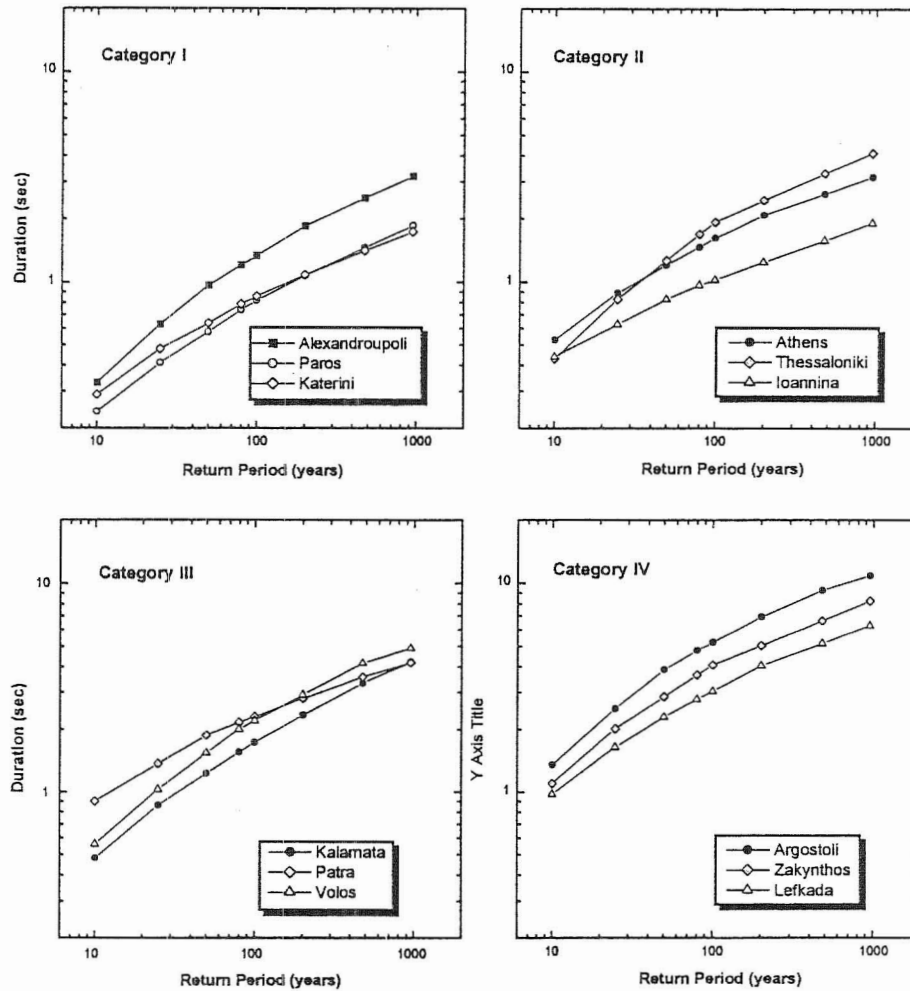 Category I
Duration (sec)
10
1
Alexandroupoli
Paros
Katerini
10
100
1000
Return Period (years)
Category II
10
1
Athens
Thessaloniki
Ioannina
10
100
1000
Return Period (years)
Category III
Duration (sec)
10
1
Kalamata
Patra
Volos
10
100
1000
Return Period (years)
Category IV
Y Axis Title
10
1
Argostoli
Zakynthos
Lefkada
10
100
1000
Return Period (years)